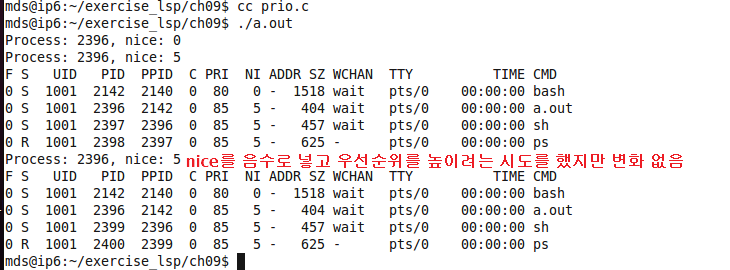 mds@ip6:~/exercise_lsp/ch09$ cc prio.c
mds@ip6:~/exercise_lsp/ch09$ ./a.out
Process: 2396, nice: 0
Process: 2396, nice: 5
F S   UID   PID  PPID  C PRI  NI ADDR SZ WCHAN  TTY          TIME CMD
0 S  1001  2142  2140  0  80   0 -  1518 wait   pts/0    00:00:00 bash
0 S  1001  2396  2142  0  85   5 -   404 wait   pts/0    00:00:00 a.out
0 S  1001  2397  2396  0  85   5 -   457 wait   pts/0    00:00:00 sh
0 R  1001  2398  2397  0  85   5 -   625 -      pts/0    00:00:00 ps
Process: 2396, nice: 5 nice를 음수로 넣고 우선순위를 높이려는 시도를 했지만 변화 없음
F S   UID   PID  PPID  C PRI  NI ADDR SZ WCHAN  TTY          TIME CMD
0 S  1001  2142  2140  0  80   0 -  1518 wait   pts/0    00:00:00 bash
0 S  1001  2396  2142  0  85   5 -   404 wait   pts/0    00:00:00 a.out
0 S  1001  2399  2396  0  85   5 -   457 wait   pts/0    00:00:00 sh
0 R  1001  2400  2399  0  85   5 -   625 -      pts/0    00:00:00 ps
mds@ip6:~/exercise_lsp/ch09$